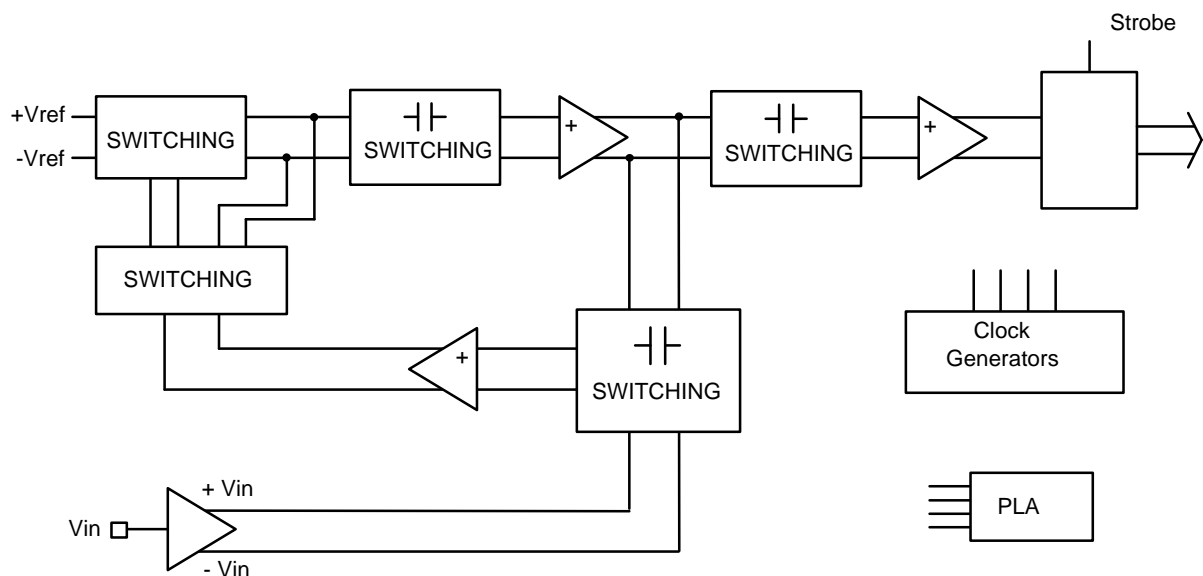 Strobe
+Vref
-Vref
SWITCHING
SWITCHING
+
SWITCHING
+
SWITCHING
Clock
Generators
+
SWITCHING
+ Vin
Vin
- Vin
PLA